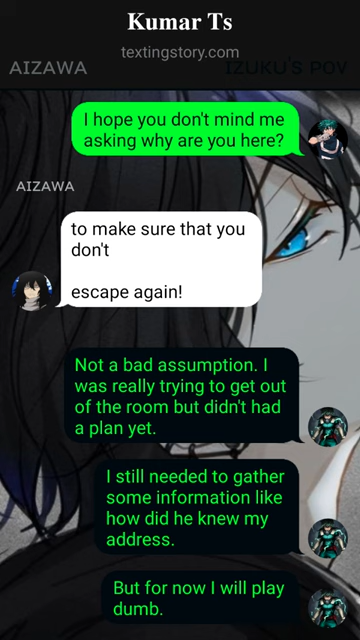 Kumar Ts
textingstory.com
AIZAWA
IZUKU'S POV
I hope you don't mind me
asking why are you here?
AIZAWA
to make sure that you
don't
escape again!
Not a bad assumption. I
was really trying to get out
of the room but didn't had
a plan yet.
I still needed to gather
some information like
how did he knew my
address.
But for now I will play
dumb.